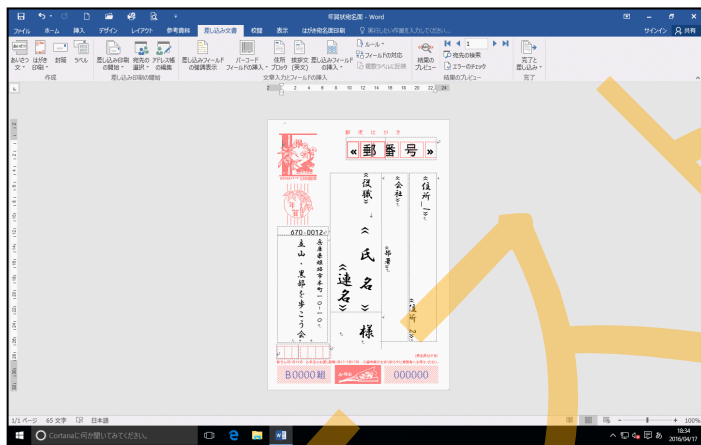 年賀状宛名面 - Word
サインイン 共有
ファイル ホーム 挿入 デザイン レイアウト 参考資料 差し込み文書 校閲 表示 はがき宛名面印刷 実行したい作業を入力してください...
あいさつ文 はがき印刷 封筒 ラベル
差し込み印刷の開始 宛先の選択 アドレス帳の編集
差し込みフィールドの強調表示 バーコードフィールドの挿入 住所ブロック 挨拶文(英文) 差し込みフィールドの挿入
ルール
フィールドの対応
複数ラベルに反映
結果のプレビュー
1
宛先の検索
エラーのチェック
完了と差し込み
作成 差し込み印刷の開始 文章入力とフィールドの挿入 結果のプレビュー 完了
郵便はがき
«郵番号»
«住所_1»
«住所_2»
«会社»
«部署»
«役職»
«氏名»様
«連名»
年賀
670-0012
兵庫県姫路市本町一〇-一〇
立山・黒部を歩こう会
B0000組 000000
1/1 ページ 65 文字 日本語
100%
Cortanaに何か聞いてみてください。
あ
18:34
2016/04/17